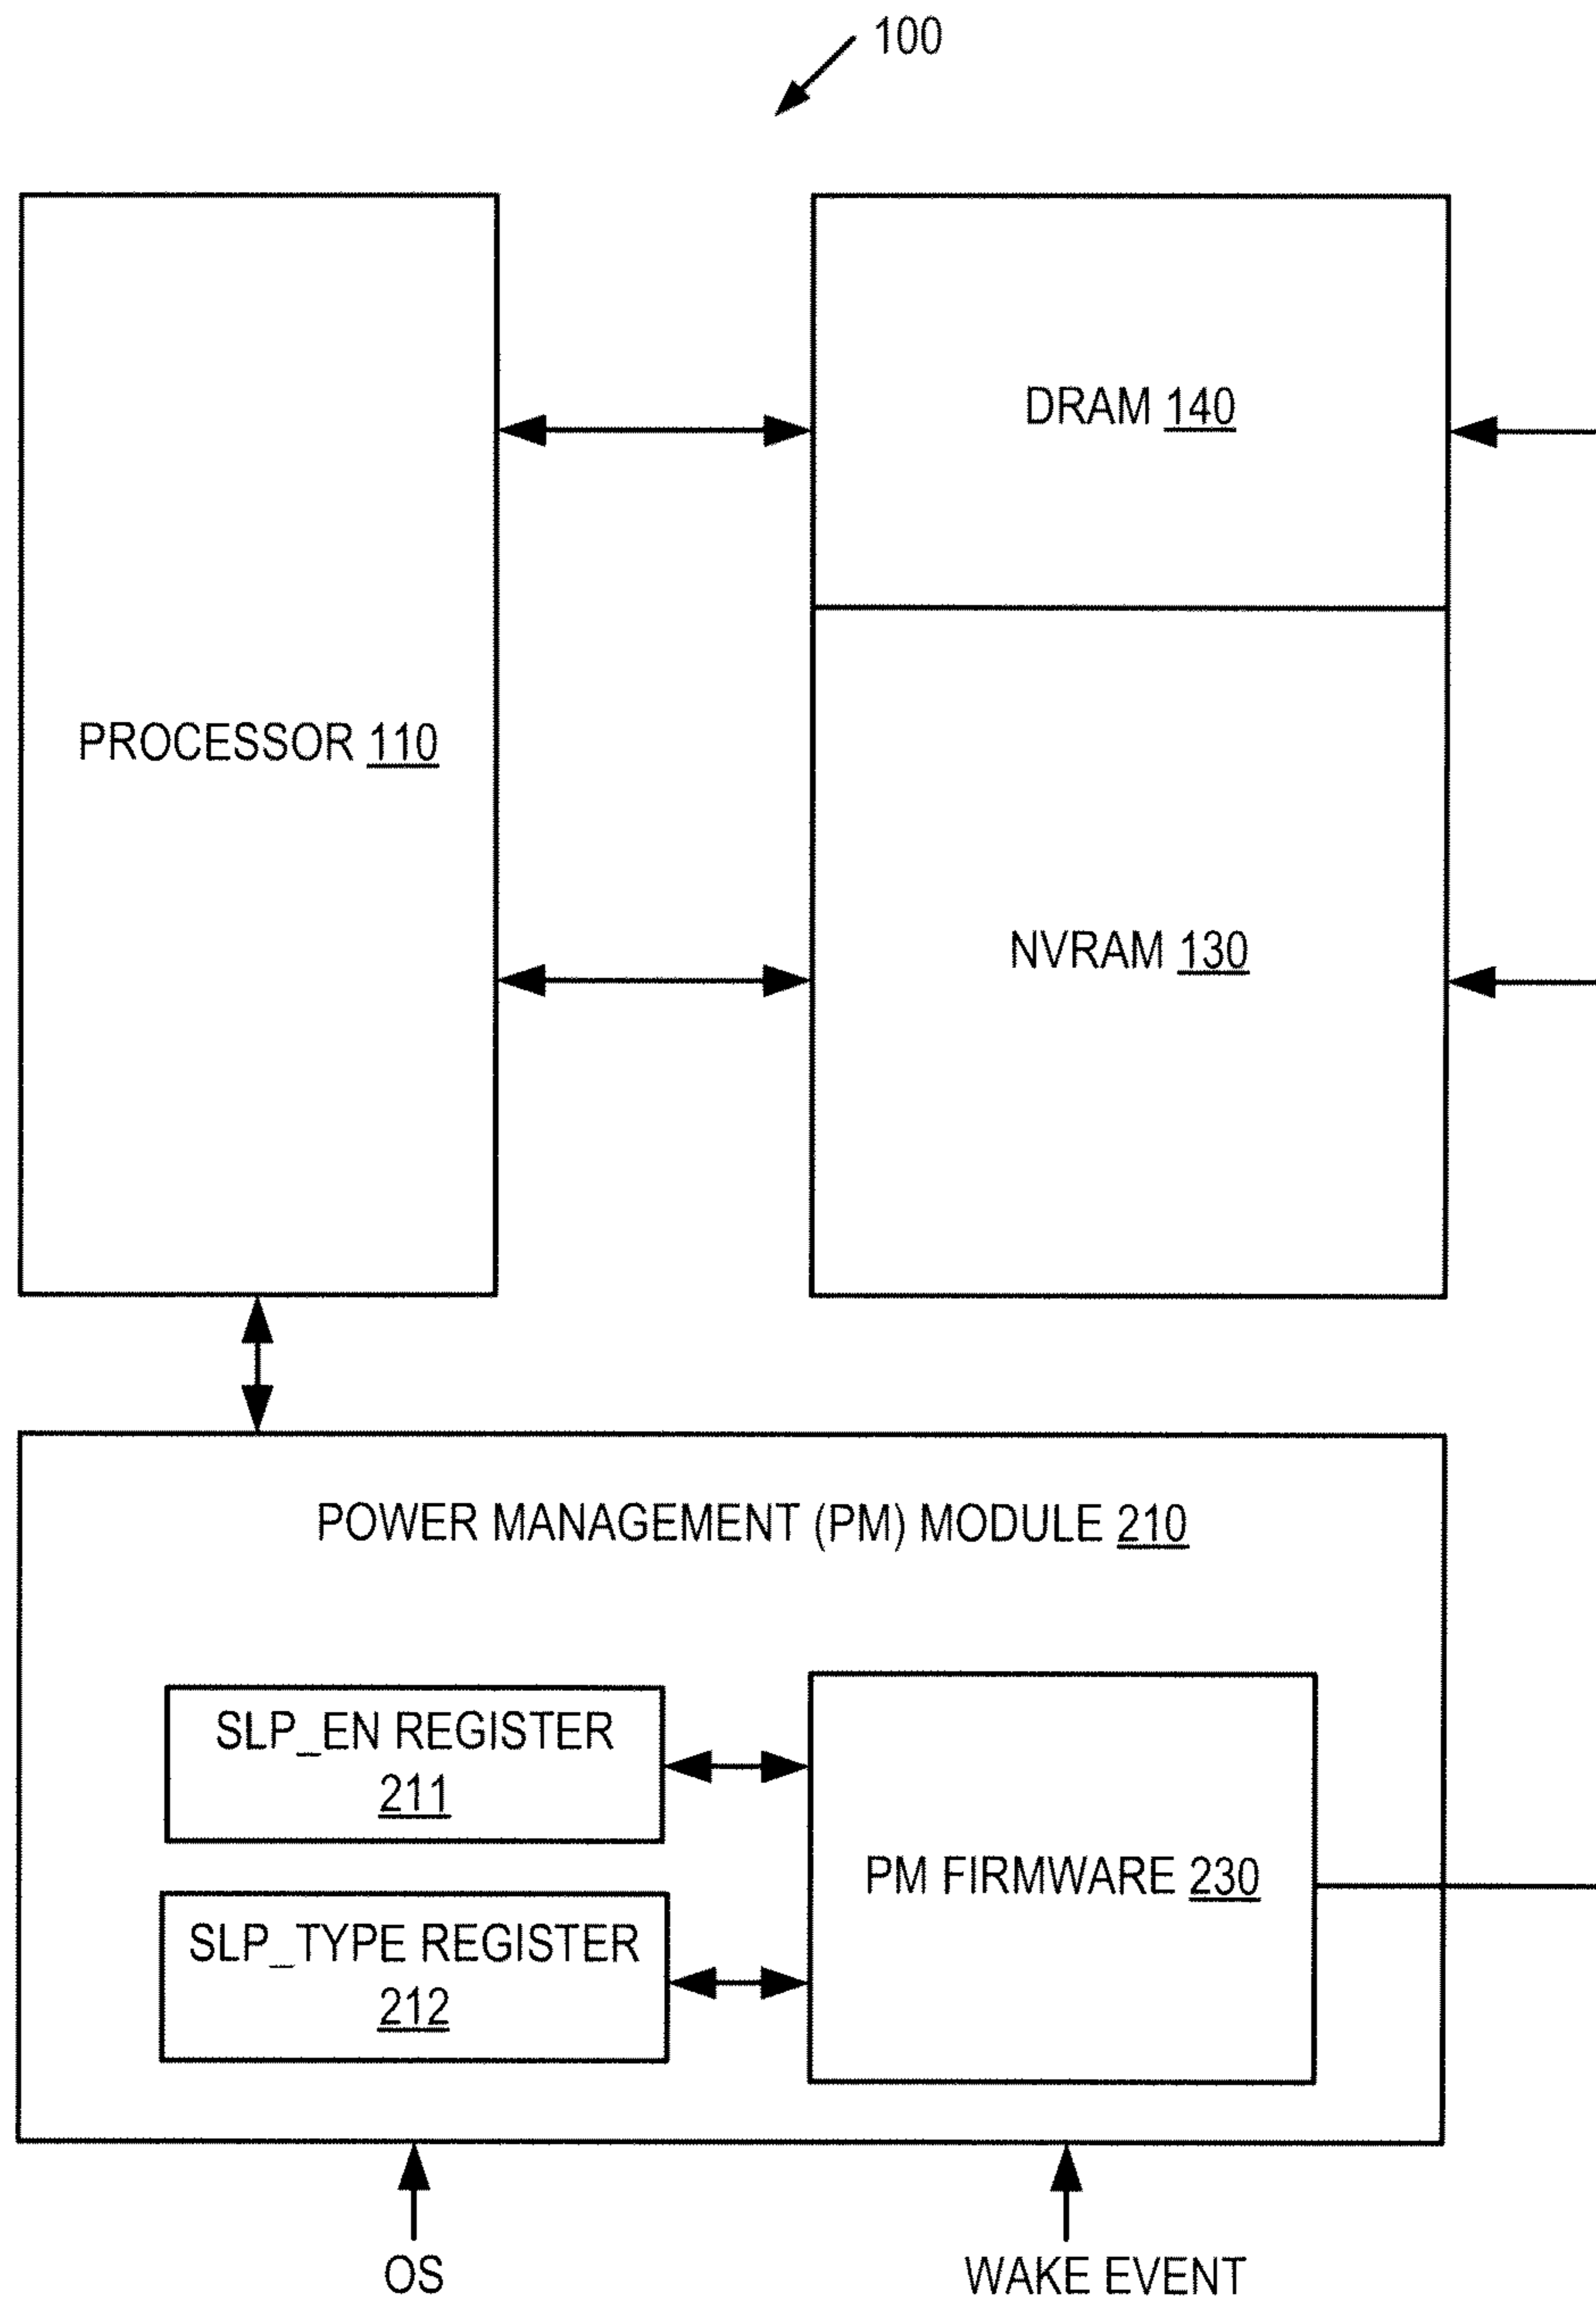 100
DRAM 140
PROCESSOR 110
NVRAM 130
POWER MANAGEMENT (PM) MODULE 210
SLP_EN REGISTER
211
PM FIRMWARE 230
SLP_TYPE REGISTER
212
OS
WAKE EVENT